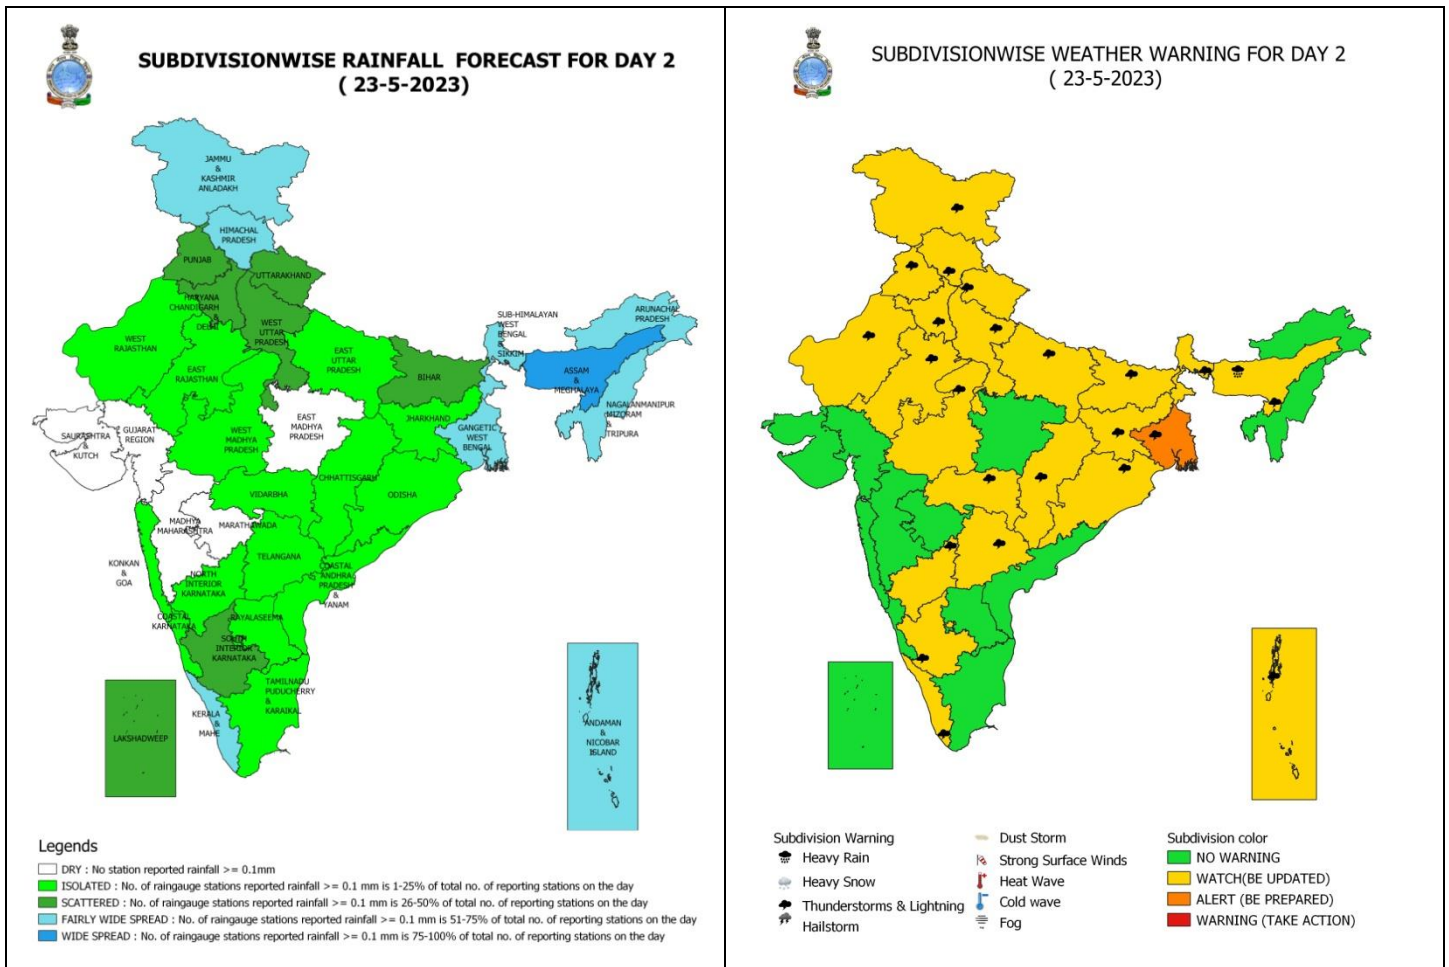 SUBDIVISIONWISE RAINFALL FORECAST FOR DAY 2
( 23-5-2023)
JAMMU
&
KASHMIR
ANLADAKH
HIMACHAL
PRADESH
PUNJAB
UTTARAKHAND
HARYANA
CHANDIGARH
&
DELHI
WEST
UTTAR
PRADESH
WEST
RAJASTHAN
EAST
RAJASTHAN
EAST
UTTAR
PRADESH
BIHAR
SUB-HIMALAYAN
WEST
BENGAL
&
SIKKIM
ARUNACHAL
PRADESH
ASSAM
&
MEGHALAYA
NAGALANMANIPUR
MIZORAM
&
TRIPURA
SAURASHTRA
&
KUTCH
GUJARAT
REGION
WEST
MADHYA
PRADESH
EAST
MADHYA
PRADESH
JHARKHAND
GANGETIC
WEST
BENGAL
CHHATTISGARH
ODISHA
VIDARBHA
MADHYA
MAHARASHTRA
MARATHAWADA
TELANGANA
KONKAN
&
GOA
NORTH
INTERIOR
KARNATAKA
COASTAL
ANDHRA
PRADESH
&
YANAM
COASTAL
KARNATAKA
RAYALASEEMA
SOUTH
INTERIOR
KARNATAKA
TAMILNADU
PUDUCHERRY
&
KARAIKAL
KERALA
&
MAHE
LAKSHADWEEP
ANDAMAN
&
NICOBAR
ISLAND
Legends
DRY : No station reported rainfall >= 0.1mm
ISOLATED : No. of raingauge stations reported rainfall >= 0.1 mm is 1-25% of total no. of reporting stations on the day
SCATTERED : No. of raingauge stations reported rainfall >= 0.1 mm is 26-50% of total no. of reporting stations on the day
FAIRLY WIDE SPREAD : No. of raingauge stations reported rainfall >= 0.1 mm is 51-75% of total no. of reporting stations on the day
WIDE SPREAD : No. of raingauge stations reported rainfall >= 0.1 mm is 75-100% of total no. of reporting stations on the day
SUBDIVISIONWISE WEATHER WARNING FOR DAY 2
( 23-5-2023)
Subdivision Warning
Heavy Rain
Heavy Snow
Thunderstorms & Lightning
Hailstorm
Dust Storm
Strong Surface Winds
Heat Wave
Cold wave
Fog
Subdivision color
NO WARNING
WATCH(BE UPDATED)
ALERT (BE PREPARED)
WARNING (TAKE ACTION)